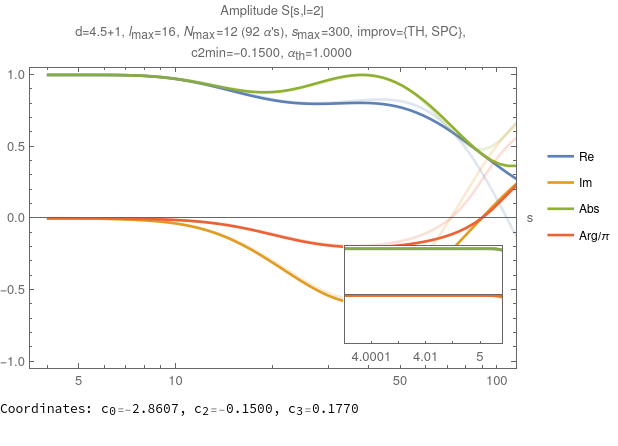 Amplitude S[s,l=2]
d=4.5+1, lmax=16, Nmax=12 (92 α's), smax=300, improv={TH, SPC},
c2min=−0.1500, αth=1.0000
1.0
0.5
0.0
−0.5
−1.0
5
10
50
100
s
4.0001
4.01
5
Re
Im
Abs
Arg/π
Coordinates: c0=−2.8607, c2=−0.1500, c3=0.1770